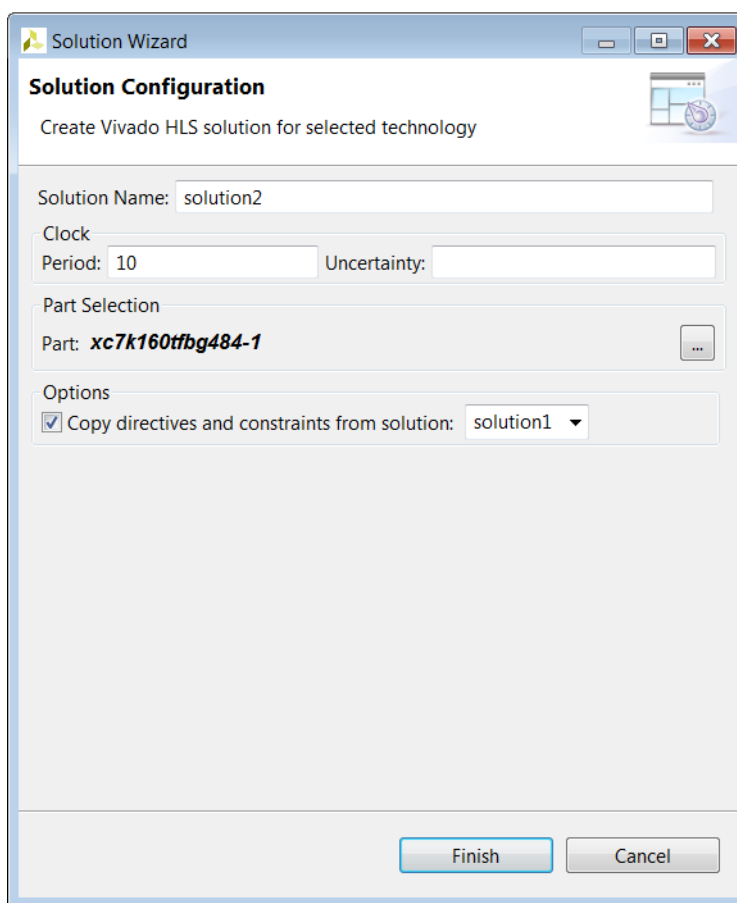 Solution Wizard
Solution Configuration
Create Vivado HLS solution for selected technology
Solution Name: solution2
Clock
Period: 10 Uncertainty:
Part Selection
Part: xc7k160tfbg484-1
...
Options
Copy directives and constraints from solution: solution1
Finish Cancel